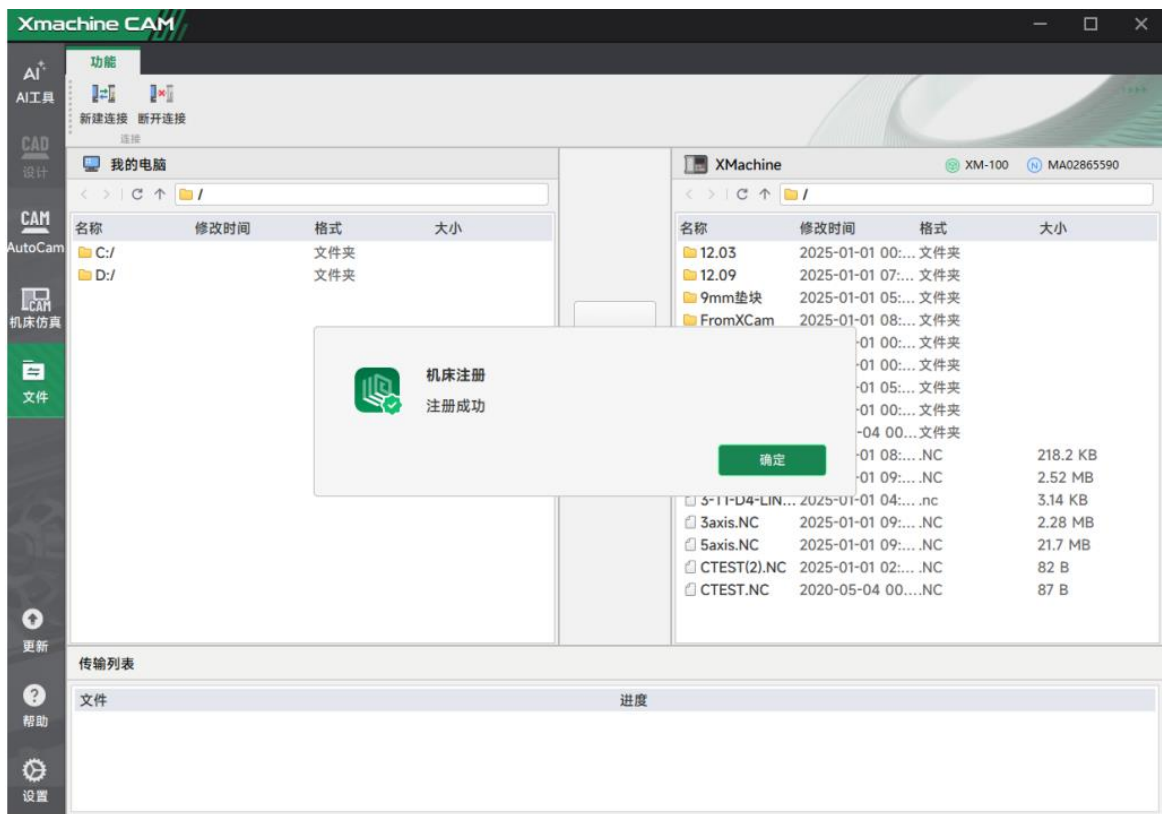 Xmachine CAM
AI
AI工具
CAD
设计
CAM
AutoCam
CAM
机床仿真
文件
更新
帮助
设置
功能
新建连接 断开连接
连接
我的电脑
/
名称 修改时间 格式 大小
C:/ 文件夹
D:/ 文件夹
XMachine XM-100 N MA02865590
/
名称 修改时间 格式 大小
12.03 2025-01-01 00:... 文件夹
12.09 2025-01-01 07:... 文件夹
9mm垫块 2025-01-01 05:... 文件夹
FromXCam 2025-01-01 08:... 文件夹
-01 00:... 文件夹
-01 00:... 文件夹
-01 05:... 文件夹
-01 00:... 文件夹
-04 00... 文件夹
-01 08:... .NC 218.2 KB
-01 09:... .NC 2.52 MB
3-11-D4-LIN... 2025-01-01 04:... .nc 3.14 KB
3axis.NC 2025-01-01 09:... .NC 2.28 MB
5axis.NC 2025-01-01 09:... .NC 21.7 MB
CTEST(2).NC 2025-01-01 02:... .NC 82 B
CTEST.NC 2020-05-04 00... .NC 87 B
机床注册
注册成功
确定
传输列表
文件 进度